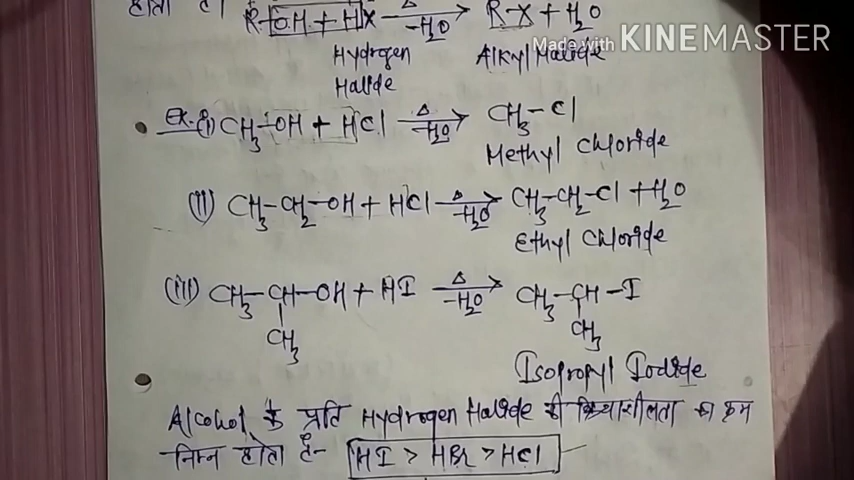 होता है।
R-OH + HX —Δ/-H₂O→ R-X + H₂O
Made with KINEMASTER
Hydrogen Halide
Alkyl Halide
Ex.- (i) CH₃-OH + HCl —Δ/-H₂O→ CH₃-Cl
Methyl Chloride
(ii) CH₃-CH₂-OH + HCl —Δ/-H₂O→ CH₃-CH₂-Cl + H₂O
Ethyl Chloride
(iii) CH₃-CH-OH + HI —Δ/-H₂O→ CH₃-CH-I
CH₃ CH₃
Isopropyl Iodide
Alcohol के प्रति Hydrogen Halide की क्रियाशीलता का क्रम
निम्न होता है-
HI > HBr > HCl